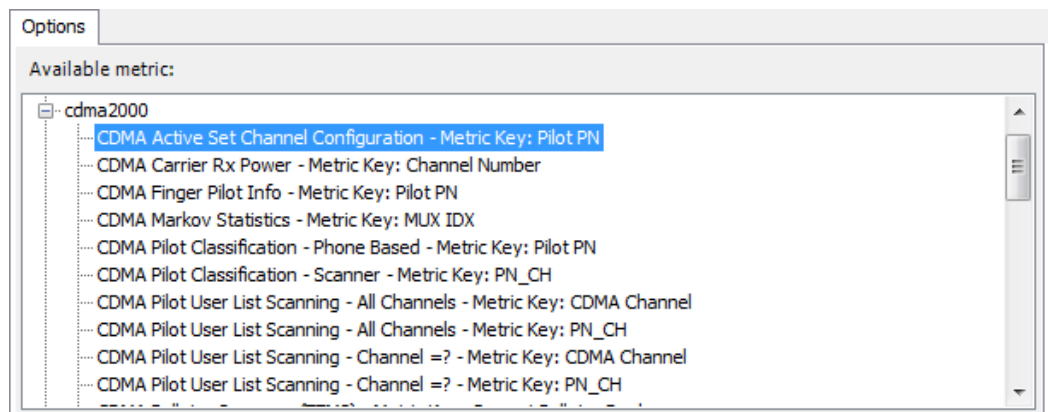 Options
Available metric:
cdma2000
CDMA Active Set Channel Configuration - Metric Key: Pilot PN
CDMA Carrier Rx Power - Metric Key: Channel Number
CDMA Finger Pilot Info - Metric Key: Pilot PN
CDMA Markov Statistics - Metric Key: MUX IDX
CDMA Pilot Classification - Phone Based - Metric Key: Pilot PN
CDMA Pilot Classification - Scanner - Metric Key: PN_CH
CDMA Pilot User List Scanning - All Channels - Metric Key: CDMA Channel
CDMA Pilot User List Scanning - All Channels - Metric Key: PN_CH
CDMA Pilot User List Scanning - Channel =? - Metric Key: CDMA Channel
CDMA Pilot User List Scanning - Channel =? - Metric Key: PN_CH